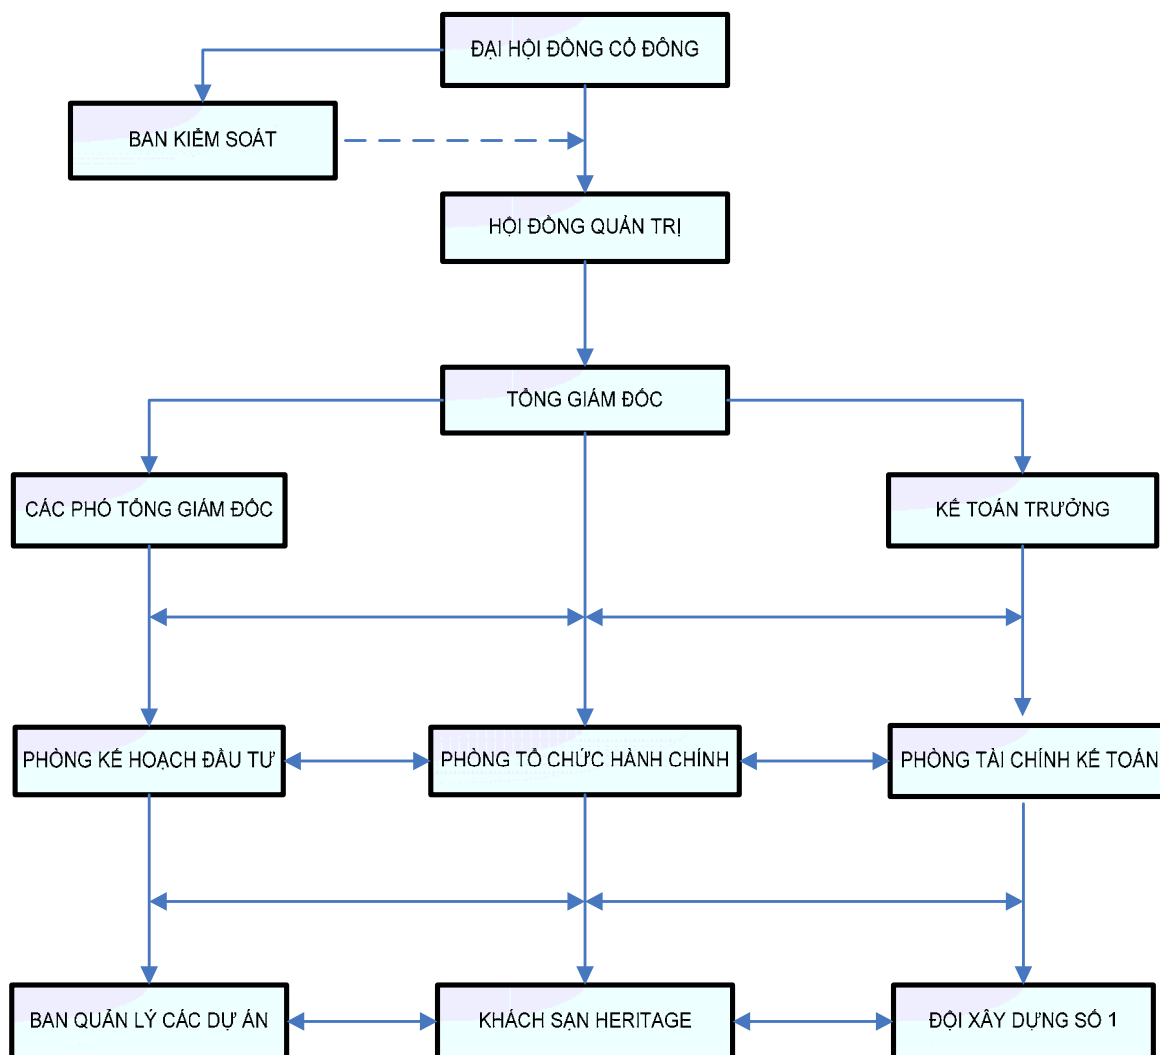 ĐẠI HỘI ĐỒNG CỔ ĐÔNG
BAN KIỂM SOÁT
HỘI ĐỒNG QUẢN TRỊ
TỔNG GIÁM ĐỐC
CÁC PHÓ TỔNG GIÁM ĐỐC
KẾ TOÁN TRƯỞNG
PHÒNG KẾ HOẠCH ĐẦU TƯ
PHÒNG TỔ CHỨC HÀNH CHÍNH
PHÒNG TÀI CHÍNH KẾ TOÁN
BAN QUẢN LÝ CÁC DỰ ÁN
KHÁCH SẠN HERITAGE
ĐỘI XÂY DỰNG SỐ 1